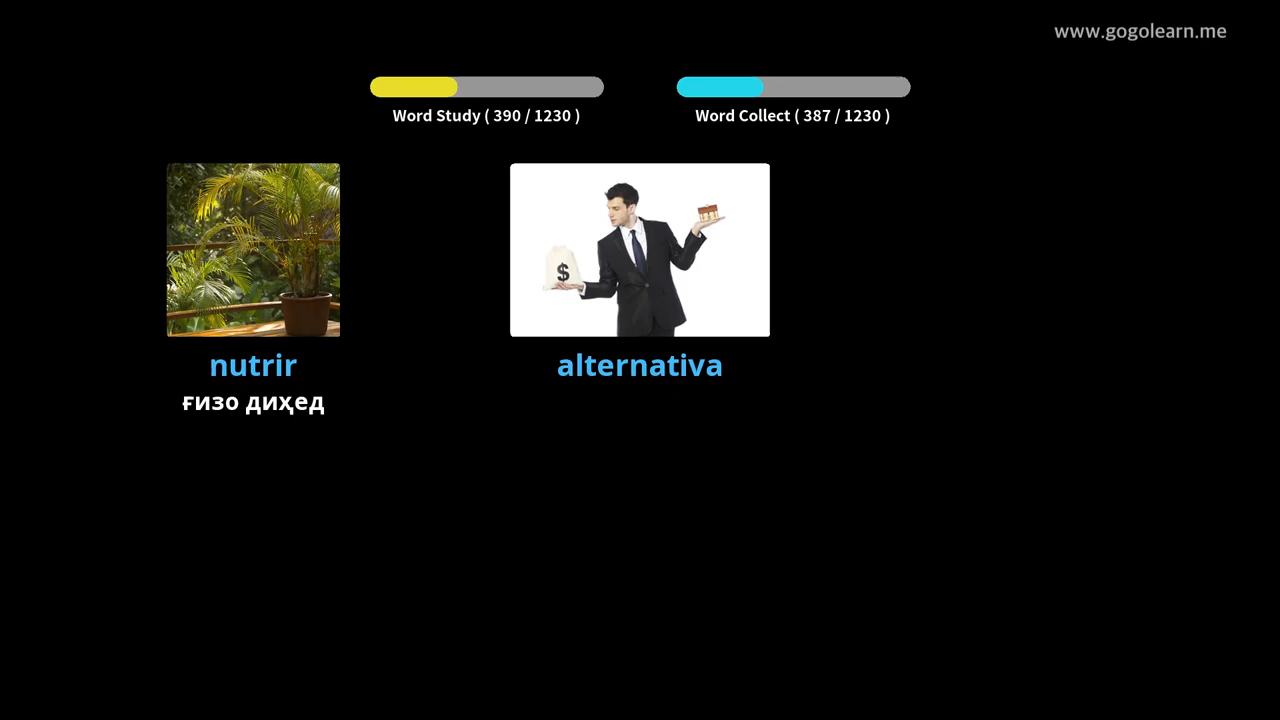 www.gogolearn.me
Word Study ( 390 / 1230 )
Word Collect ( 387 / 1230 )
$
nutrir
ғизо диҳед
alternativa